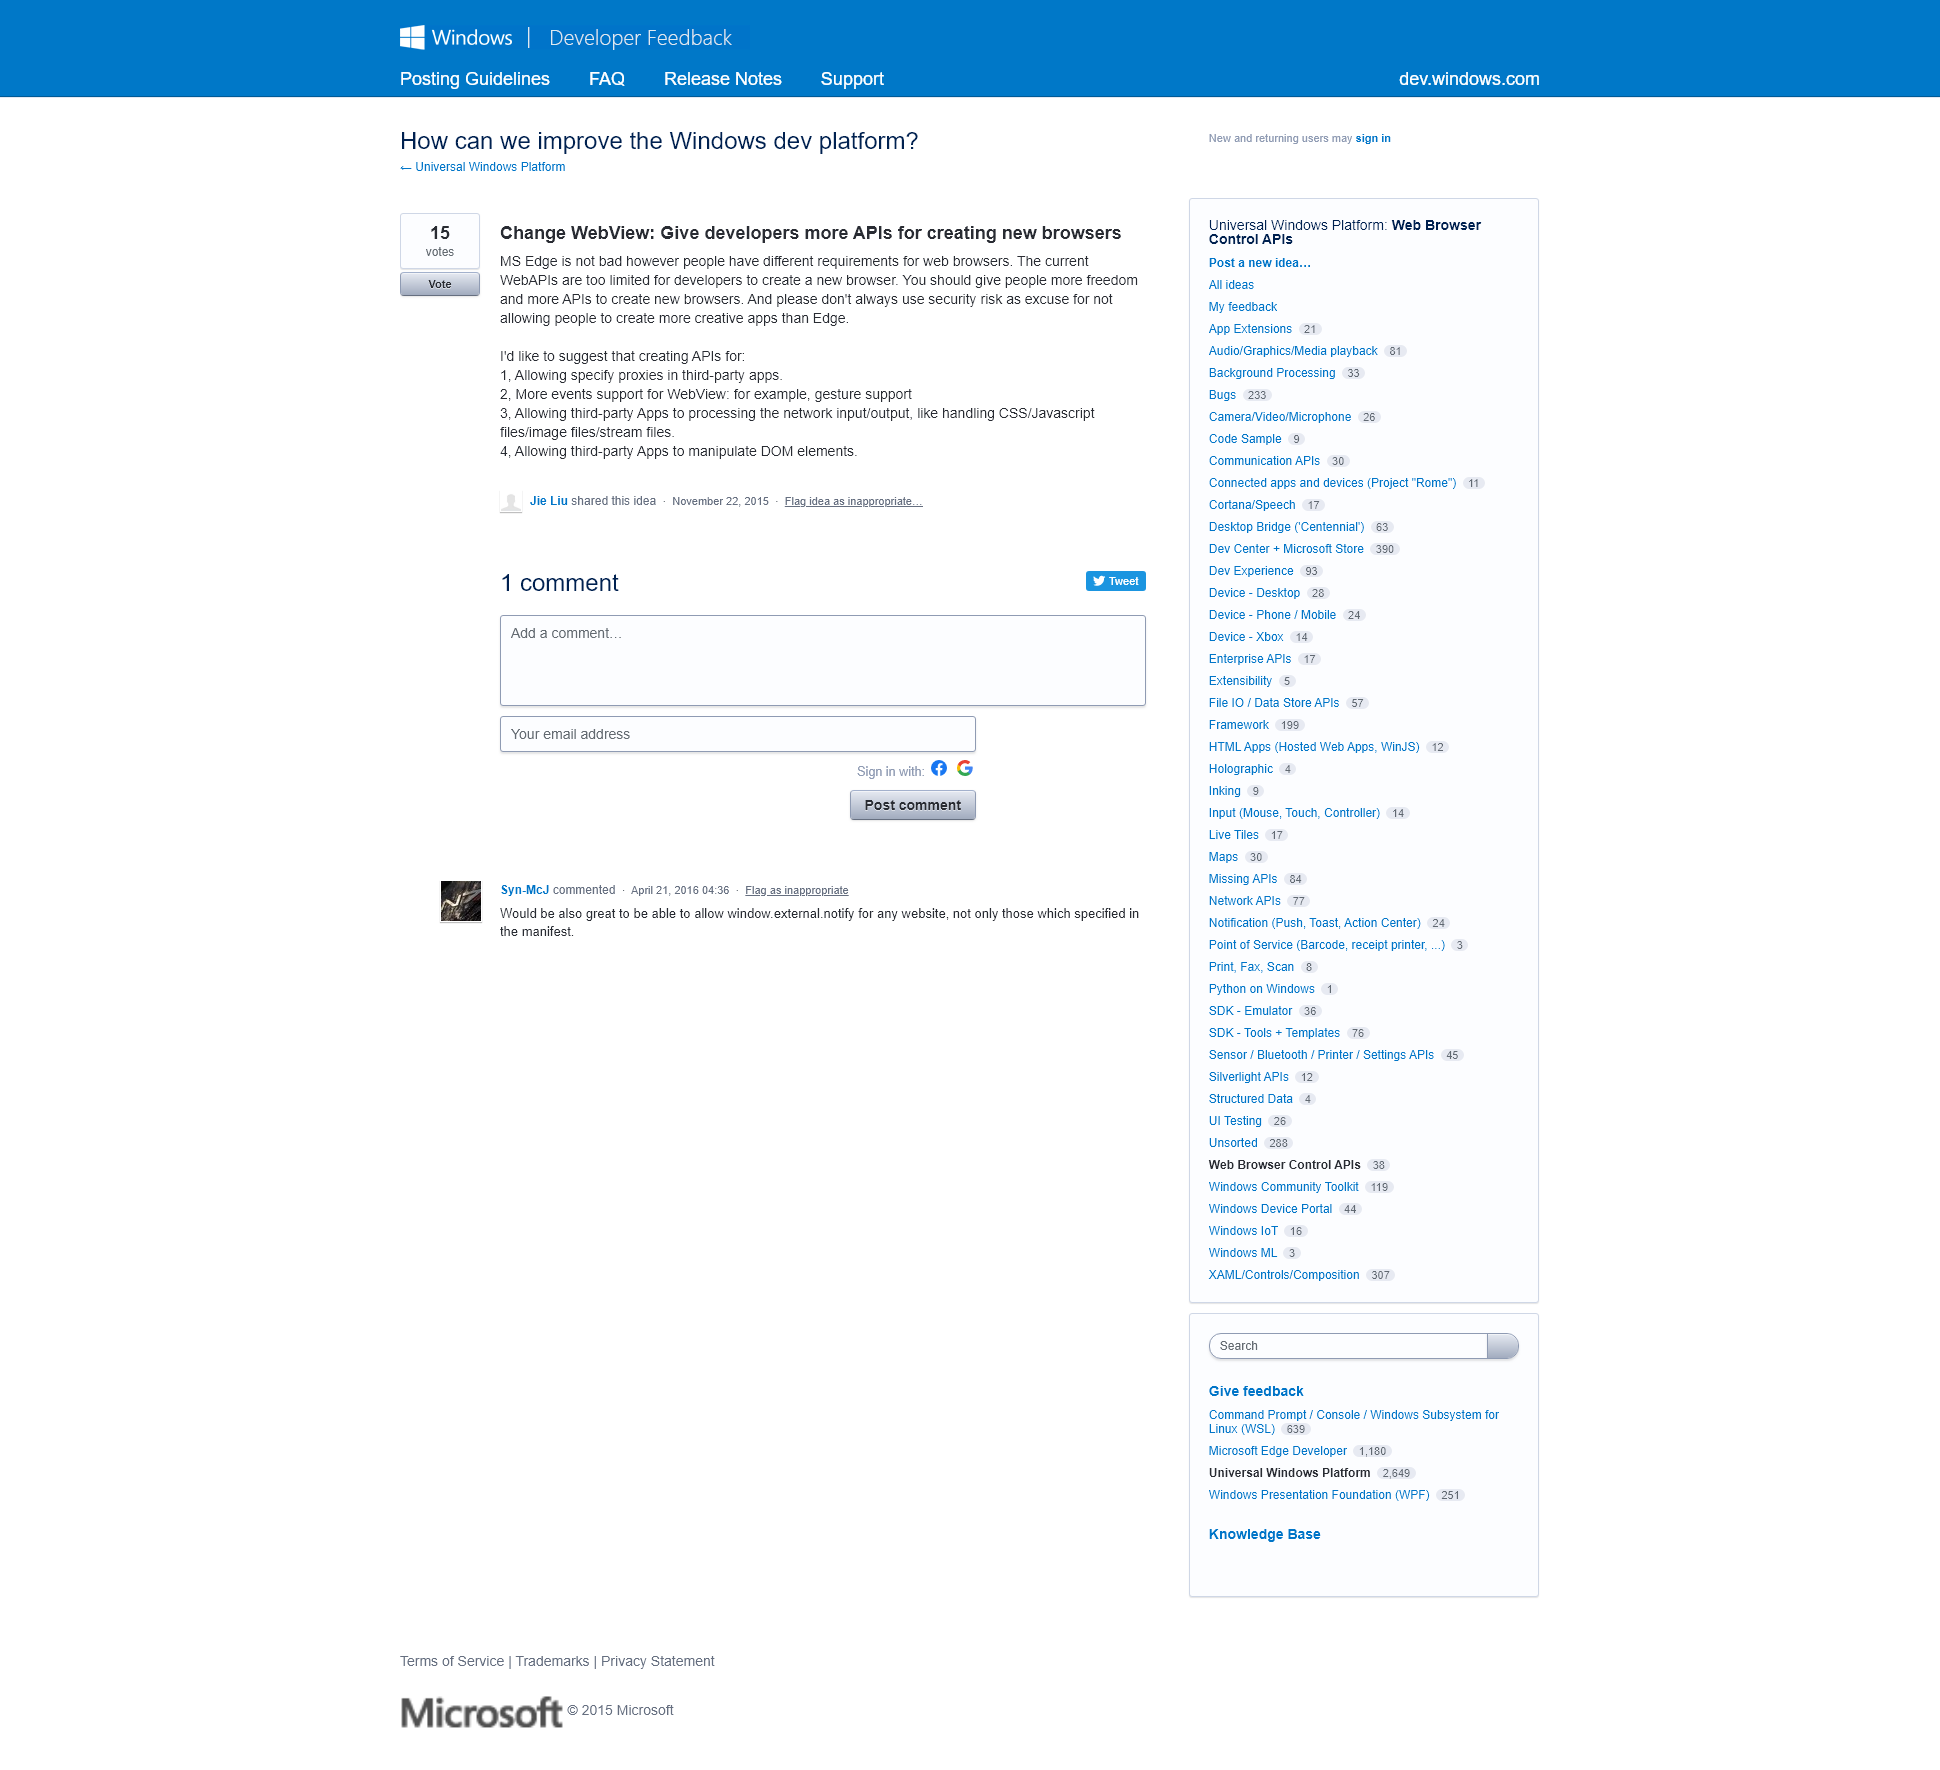 Windows | Developer Feedback
Posting Guidelines FAQ Release Notes Support dev.windows.com
How can we improve the Windows dev platform?
← Universal Windows Platform
New and returning users may sign in
15
votes
Vote
Change WebView: Give developers more APIs for creating new browsers
MS Edge is not bad however people have different requirements for web browsers. The current
WebAPIs are too limited for developers to create a new browser. You should give people more freedom
and more APIs to create new browsers. And please don't always use security risk as excuse for not
allowing people to create more creative apps than Edge.
I'd like to suggest that creating APIs for:
1, Allowing specify proxies in third-party apps.
2, More events support for WebView: for example, gesture support
3, Allowing third-party Apps to processing the network input/output, like handling CSS/Javascript
files/image files/stream files.
4, Allowing third-party Apps to manipulate DOM elements.
Jie Liu shared this idea · November 22, 2015 · Flag idea as inappropriate…
1 comment
Tweet
Add a comment…
Your email address
Sign in with:
Post comment
Syn-McJ commented · April 21, 2016 04:36 · Flag as inappropriate
Would be also great to be able to allow window.external.notify for any website, not only those which specified in
the manifest.
Universal Windows Platform: Web Browser
Control APIs
Post a new idea…
All ideas
My feedback
App Extensions 21
Audio/Graphics/Media playback 81
Background Processing 33
Bugs 233
Camera/Video/Microphone 26
Code Sample 9
Communication APIs 30
Connected apps and devices (Project "Rome") 11
Cortana/Speech 17
Desktop Bridge ('Centennial') 63
Dev Center + Microsoft Store 390
Dev Experience 93
Device - Desktop 28
Device - Phone / Mobile 24
Device - Xbox 14
Enterprise APIs 17
Extensibility 5
File IO / Data Store APIs 57
Framework 199
HTML Apps (Hosted Web Apps, WinJS) 12
Holographic 4
Inking 9
Input (Mouse, Touch, Controller) 14
Live Tiles 17
Maps 30
Missing APIs 84
Network APIs 77
Notification (Push, Toast, Action Center) 24
Point of Service (Barcode, receipt printer, ...) 3
Print, Fax, Scan 8
Python on Windows 1
SDK - Emulator 36
SDK - Tools + Templates 76
Sensor / Bluetooth / Printer / Settings APIs 45
Silverlight APIs 12
Structured Data 4
UI Testing 26
Unsorted 288
Web Browser Control APIs 38
Windows Community Toolkit 119
Windows Device Portal 44
Windows IoT 16
Windows ML 3
XAML/Controls/Composition 307
Search
Give feedback
Command Prompt / Console / Windows Subsystem for
Linux (WSL) 639
Microsoft Edge Developer 1,180
Universal Windows Platform 2,649
Windows Presentation Foundation (WPF) 251
Knowledge Base
Terms of Service | Trademarks | Privacy Statement
Microsoft © 2015 Microsoft